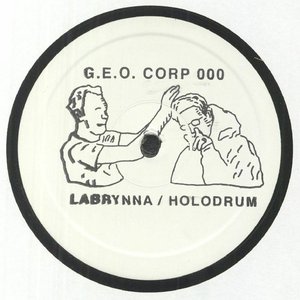 G.E.O. CORP 000
LABRYNNA / HOLODRUM